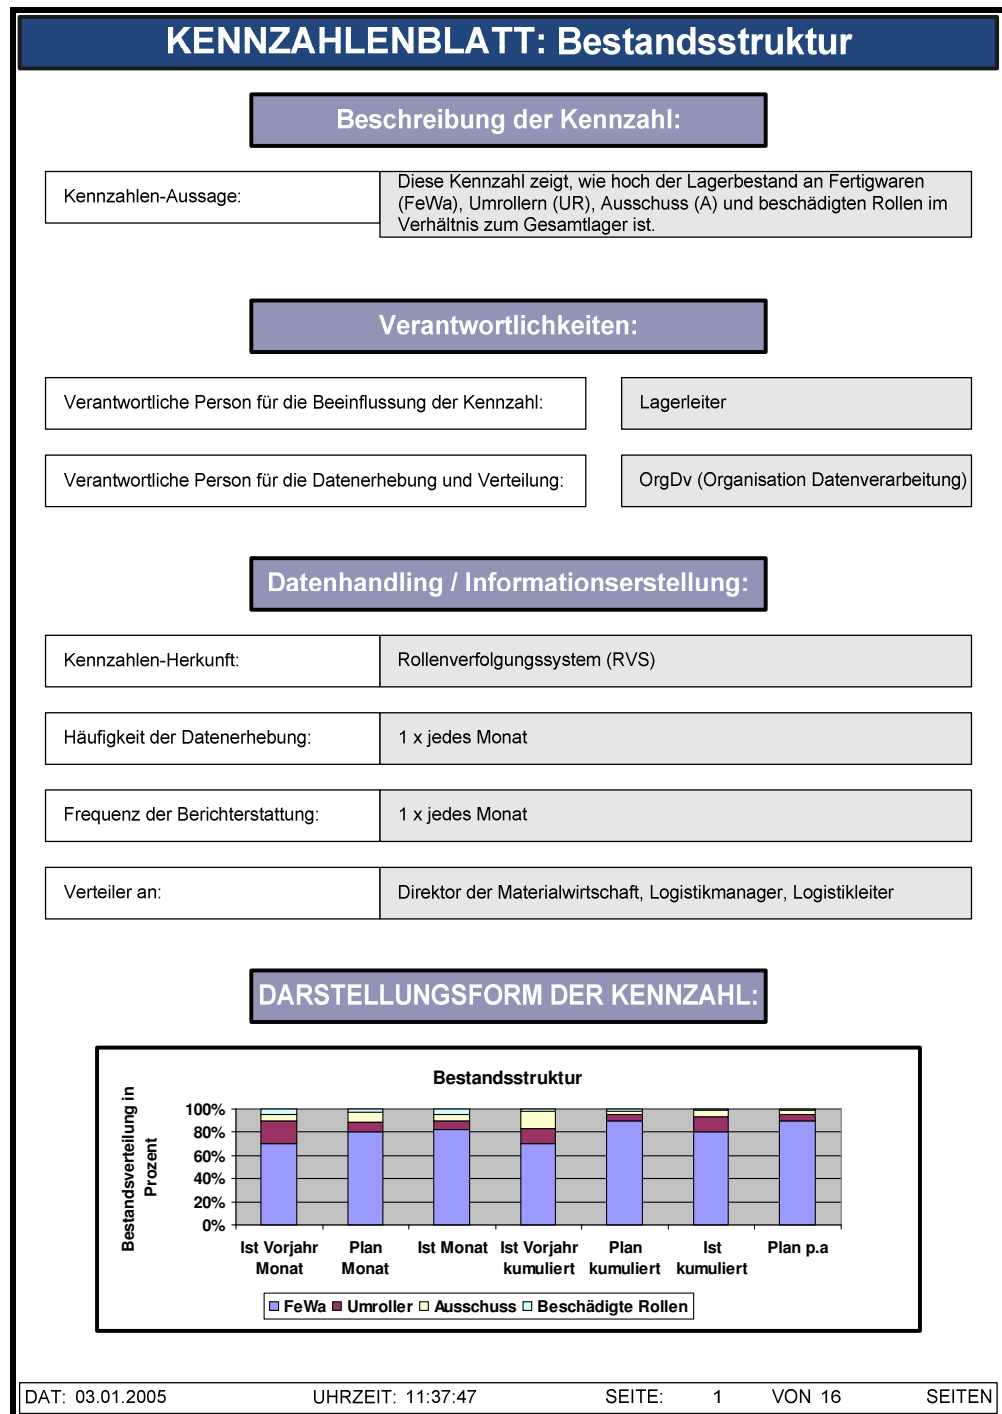 KENNZAHLENBLATT: Bestandsstruktur
Beschreibung der Kennzahl:
Kennzahlen-Aussage:
Diese Kennzahl zeigt, wie hoch der Lagerbestand an Fertigwaren
(FeWa), Umrollern (UR), Ausschuss (A) und beschädigten Rollen im
Verhältnis zum Gesamtlager ist.
Verantwortlichkeiten:
Verantwortliche Person für die Beeinflussung der Kennzahl:
Lagerleiter
Verantwortliche Person für die Datenerhebung und Verteilung:
OrgDv (Organisation Datenverarbeitung)
Datenhandling / Informationserstellung:
Kennzahlen-Herkunft:
Rollenverfolgungssystem (RVS)
Häufigkeit der Datenerhebung:
1 x jedes Monat
Frequenz der Berichterstattung:
1 x jedes Monat
Verteiler an:
Direktor der Materialwirtschaft, Logistikmanager, Logistikleiter
DARSTELLUNGSFORM DER KENNZAHL:
Bestandsstruktur
Bestandsverteilung in
Prozent
100%
80%
60%
40%
20%
0%
Ist Vorjahr
Monat
Plan
Monat
Ist Monat
Ist Vorjahr
kumuliert
Plan
kumuliert
Ist
kumuliert
Plan p.a
FeWa Umroller Ausschuss Beschädigte Rollen
DAT: 03.01.2005 UHRZEIT: 11:37:47 SEITE: 1 VON 16 SEITEN